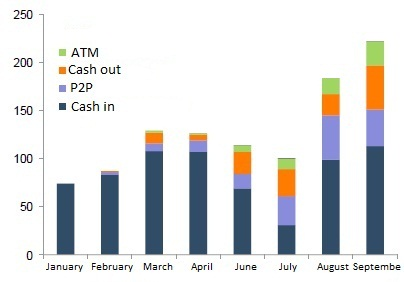 250
200
150
100
50
0
ATM
Cash out
P2P
Cash in
January February March April June July August Septembe